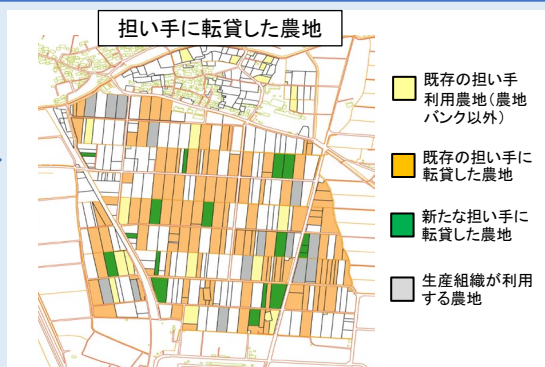 担い手に転貸した農地
既存の担い手
利用農地(農地
バンク以外)
既存の担い手に
転貸した農地
新たな担い手に
転貸した農地
生産組織が利用
する農地